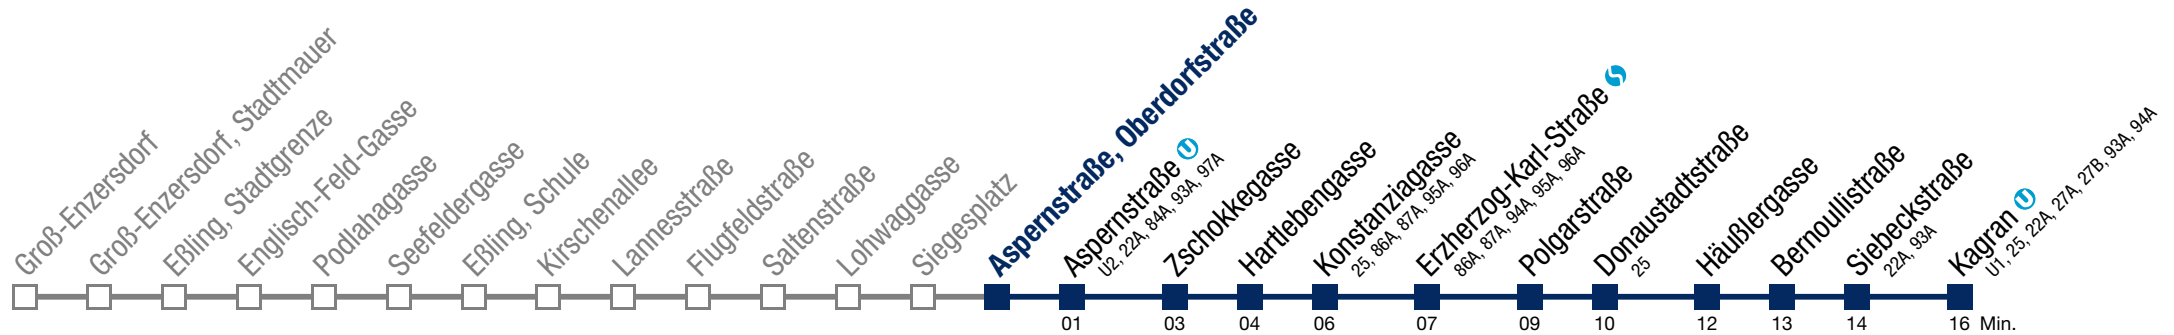 Groß-Enzersdorf
Groß-Enzersdorf, Stadtmauer
Eßling, Stadtgrenze
Englisch-Feld-Gasse
Podlahagasse
Seefeldergasse
Eßling, Schule
Kirschenallee
Lannesstraße
Flugfeldstraße
Saltenstraße
Lohwaggasse
Siegesplatz
Aspernstraße, Oberdorfstraße
Aspernstraße U
U2, 22A, 84A, 93A, 97A
Zschokkegasse
Hartlebengasse
Konstanziagasse
25, 86A, 87A, 95A, 96A
Erzherzog-Karl-Straße S
86A, 87A, 94A, 95A, 96A
Polgarstraße
Donaustadtstraße
25
Häußlergasse
Bernoullistraße
Siebeckstraße
22A, 93A
Kagran U
U1, 25, 22A, 27A, 27B, 93A, 94A
01 03 04 06 07 09 10 12 13 14 16 Min.